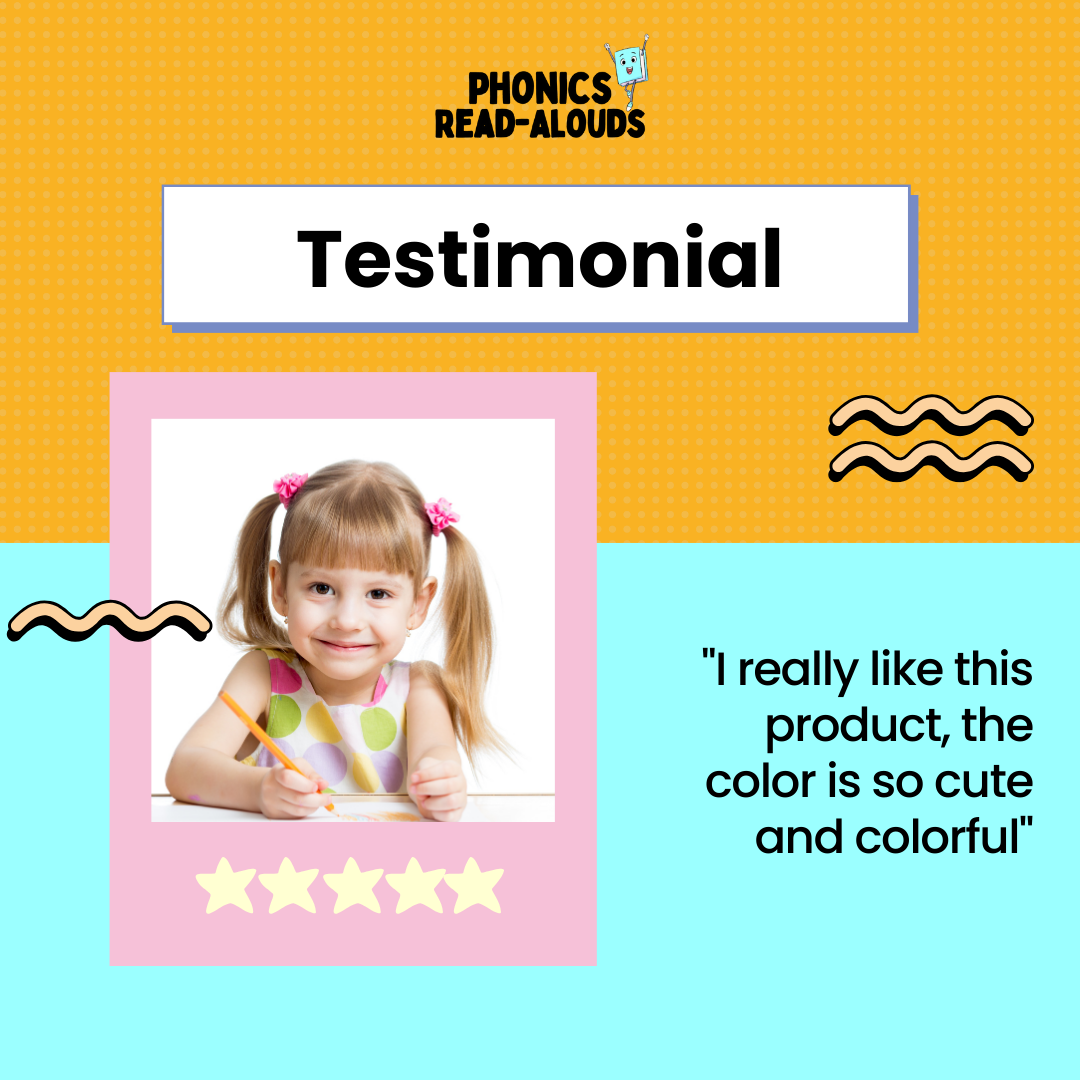 PHONICS
READ-ALOUDS
Testimonial
"I really like this
product, the
color is so cute
and colorful"